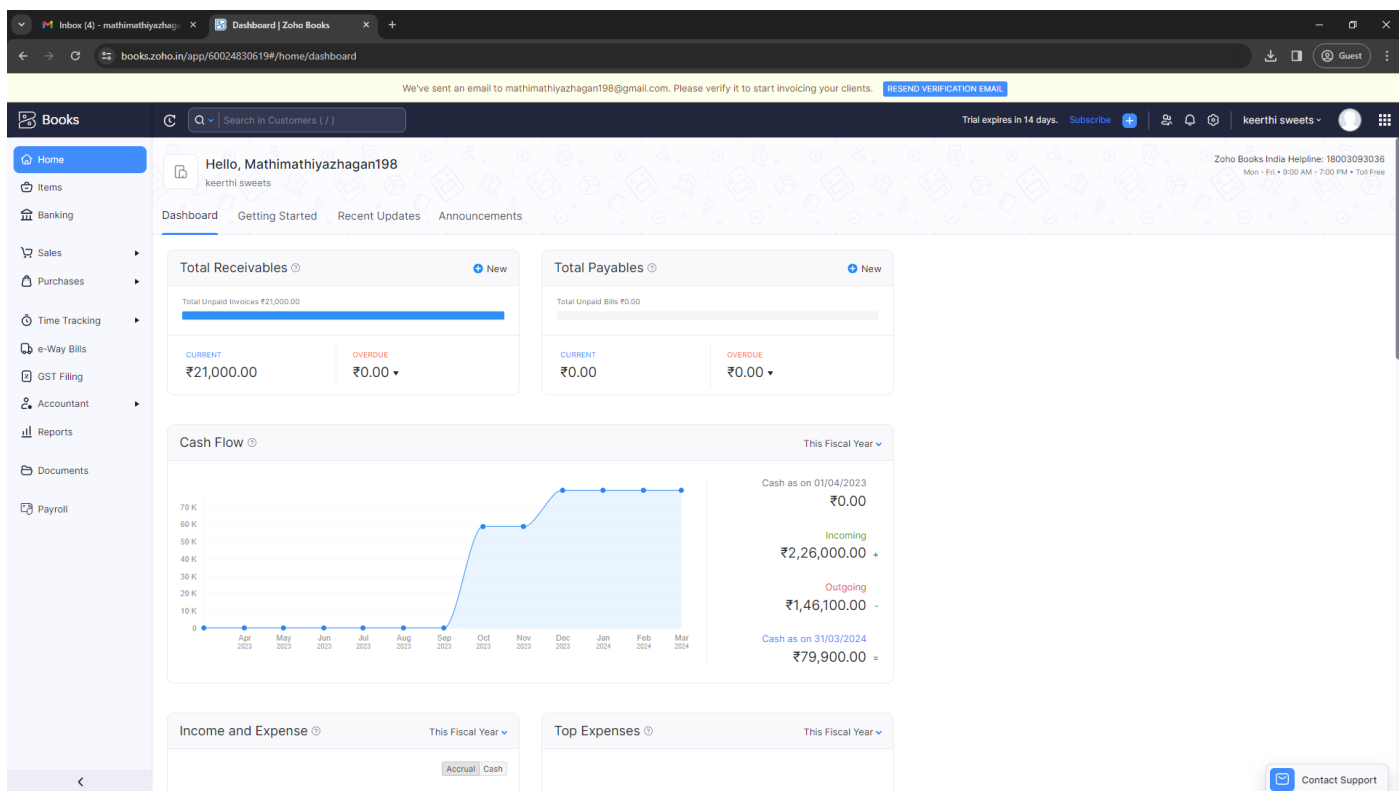 Inbox (4) - mathimathiyazhaga
Dashboard | Zoho Books
books.zoho.in/app/60024830619#/home/dashboard
Guest
We've sent an email to mathimathiyazhagan198@gmail.com. Please verify it to start invoicing your clients. RESEND VERIFICATION EMAIL
Books
Search in Customers ( / )
Trial expires in 14 days. Subscribe
keerthi sweets
Home
Items
Banking
Sales
Purchases
Time Tracking
e-Way Bills
GST Filing
Accountant
Reports
Documents
Payroll
Hello, Mathimathiyazhagan198
keerthi sweets
Zoho Books India Helpline: 18003093036
Mon - Fri • 9:00 AM - 7:00 PM • Toll Free
Dashboard Getting Started Recent Updates Announcements
Total Receivables New
Total Unpaid Invoices ₹21,000.00
CURRENT OVERDUE
₹21,000.00 ₹0.00
Total Payables New
Total Unpaid Bills ₹0.00
CURRENT OVERDUE
₹0.00 ₹0.00
Cash Flow This Fiscal Year
70 K
60 K
50 K
40 K
30 K
20 K
10 K
0
Apr May Jun Jul Aug Sep Oct Nov Dec Jan Feb Mar
2023 2023 2023 2023 2023 2023 2023 2023 2023 2024 2024 2024
Cash as on 01/04/2023
₹0.00
Incoming
₹2,26,000.00 +
Outgoing
₹1,46,100.00 -
Cash as on 31/03/2024
₹79,900.00 =
Income and Expense This Fiscal Year
Accrual Cash
Top Expenses This Fiscal Year
Contact Support